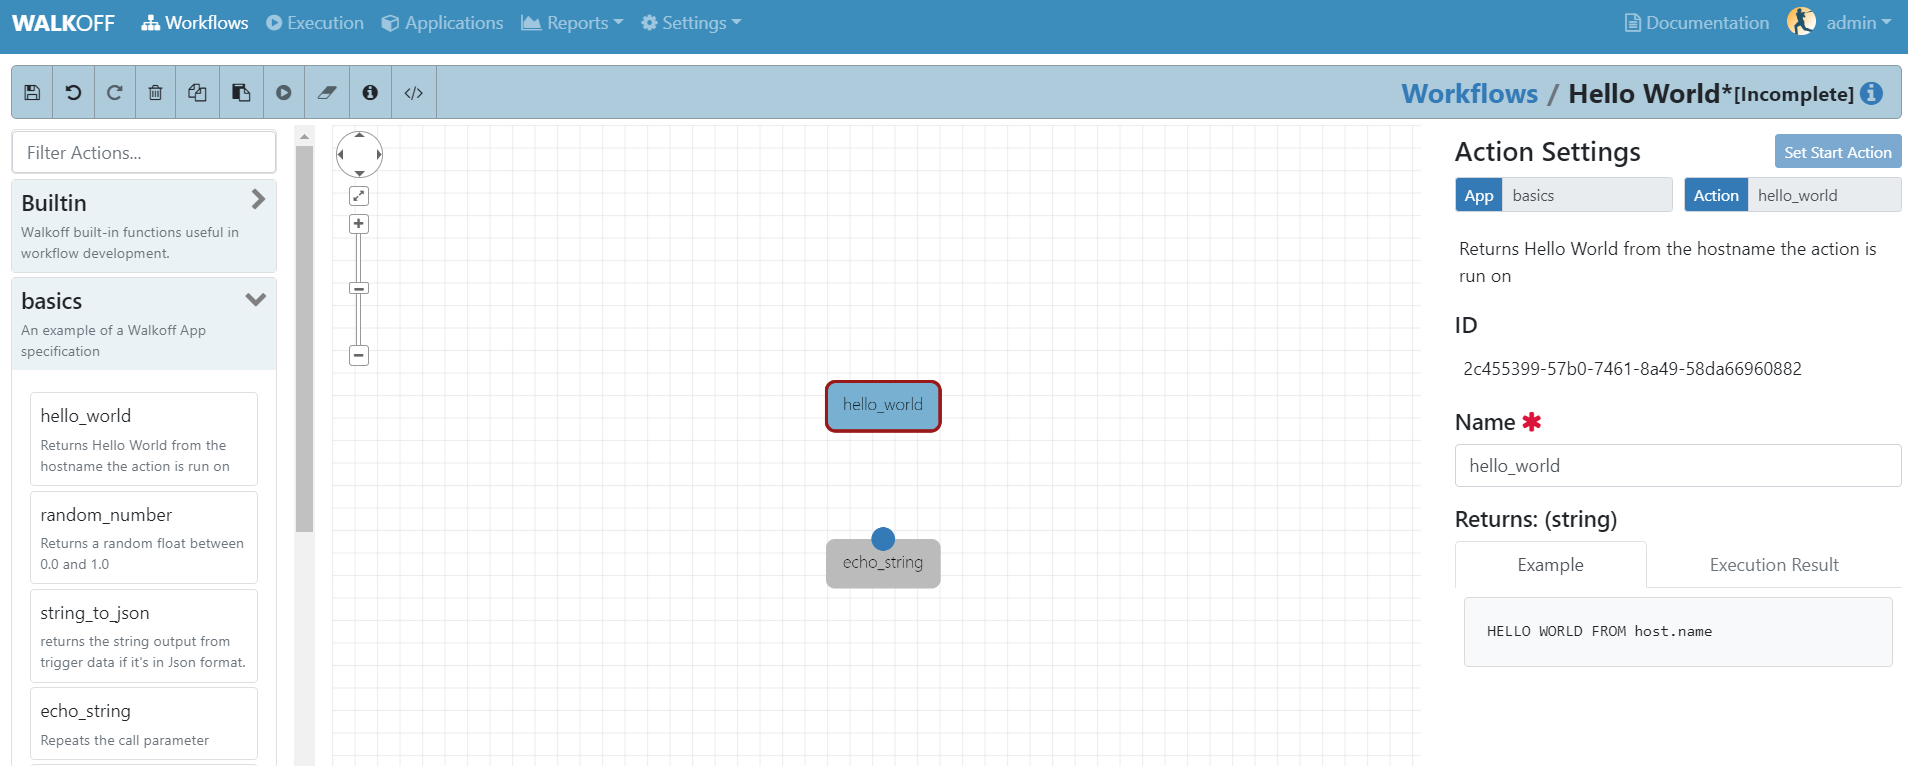 WALKOFF Workflows Execution Applications Reports Settings Documentation admin
</> Workflows / Hello World*[Incomplete]
Filter Actions...
Builtin
Walkoff built-in functions useful in
workflow development.
basics
An example of a Walkoff App
specification
hello_world
Returns Hello World from the
hostname the action is run on
random_number
Returns a random float between
0.0 and 1.0
string_to_json
returns the string output from
trigger data if it's in Json format.
echo_string
Repeats the call parameter
hello_world
echo_string
Action Settings Set Start Action
App basics Action hello_world
Returns Hello World from the hostname the action is
run on
ID
2c455399-57b0-7461-8a49-58da66960882
Name ✱
hello_world
Returns: (string)
Example Execution Result
HELLO WORLD FROM host.name